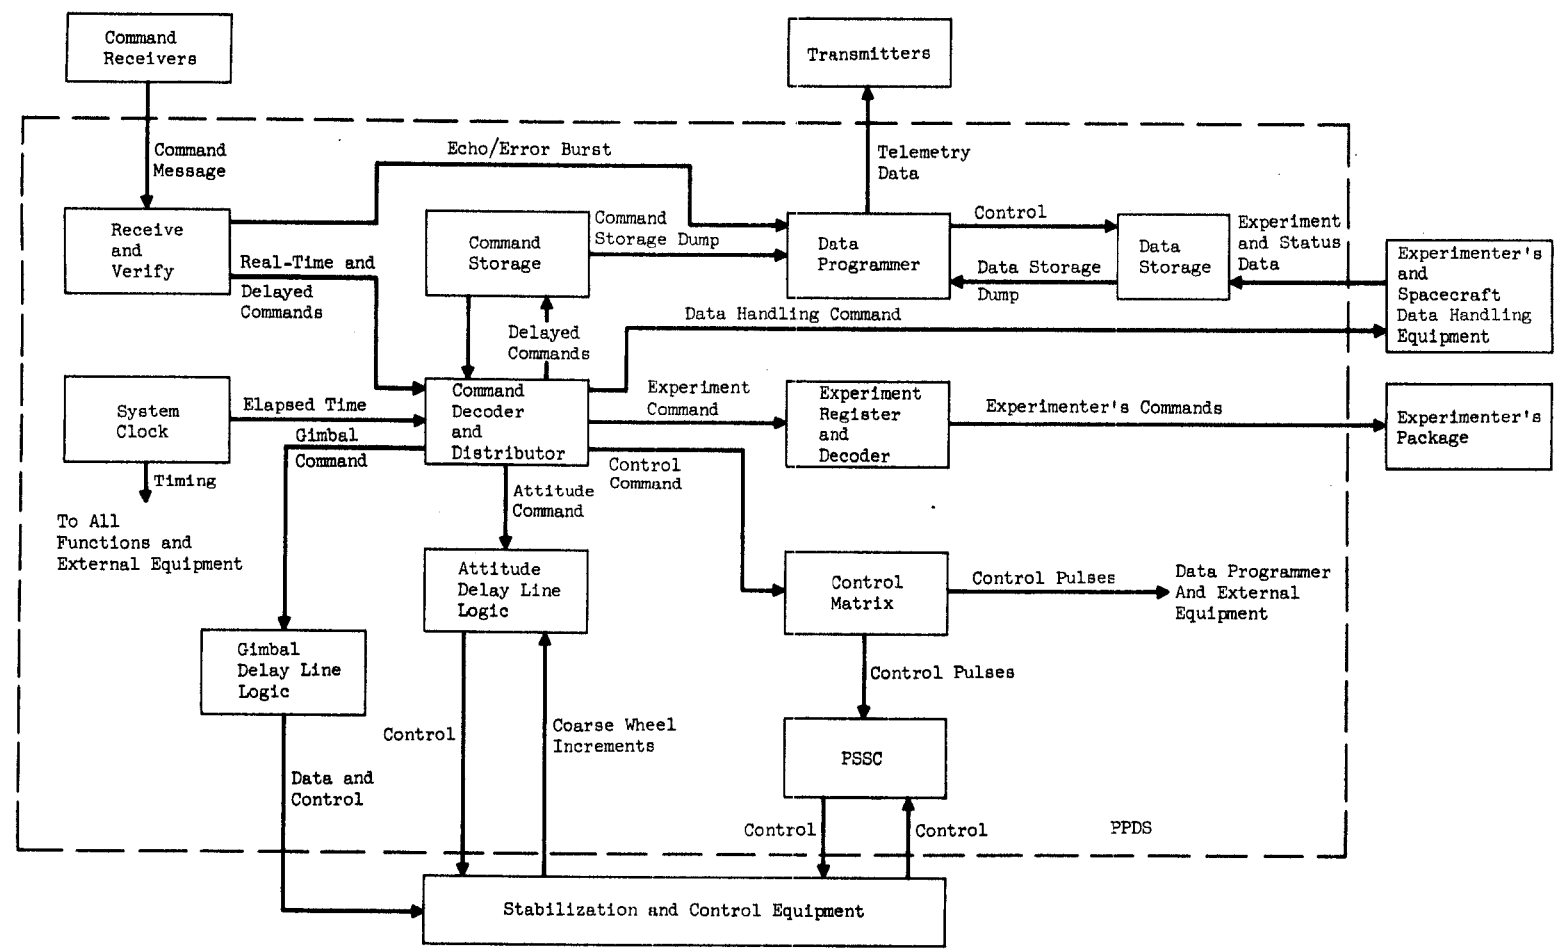 Command
Receivers
Transmitters
Command
Message
Echo/Error Burst
Telemetry
Data
Receive
and
Verify
Real-Time and
Delayed
Commands
Command
Storage
Command
Storage Dump
Data
Programmer
Control
Data Storage
Dump
Data
Storage
Experiment
and Status
Data
Experimenter's
and
Spacecraft
Data Handling
Equipment
Delayed
Commands
Data Handling Command
System
Clock
Elapsed Time
Timing
To All
Functions and
External Equipment
Gimbal
Command
Command
Decoder
and
Distributor
Experiment
Command
Experiment
Register
and
Decoder
Experimenter's Commands
Experimenter's
Package
Control
Command
Attitude
Command
Attitude
Delay Line
Logic
Control
Matrix
Control Pulses
Data Programmer
And External
Equipment
Gimbal
Delay Line
Logic
Control Pulses
Control
Coarse Wheel
Increments
PSSC
Data and
Control
Control
Control
PPDS
Stabilization and Control Equipment